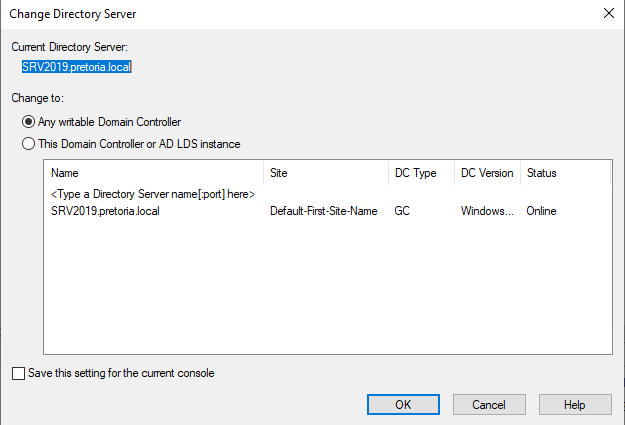 Change Directory Server
Current Directory Server:
SRV2019.pretoria.local
Change to:
Any writable Domain Controller
This Domain Controller or AD LDS instance
Name Site DC Type DC Version Status
<Type a Directory Server name[:port] here>
SRV2019.pretoria.local Default-First-Site-Name GC Windows... Online
Save this setting for the current console
OK Cancel Help